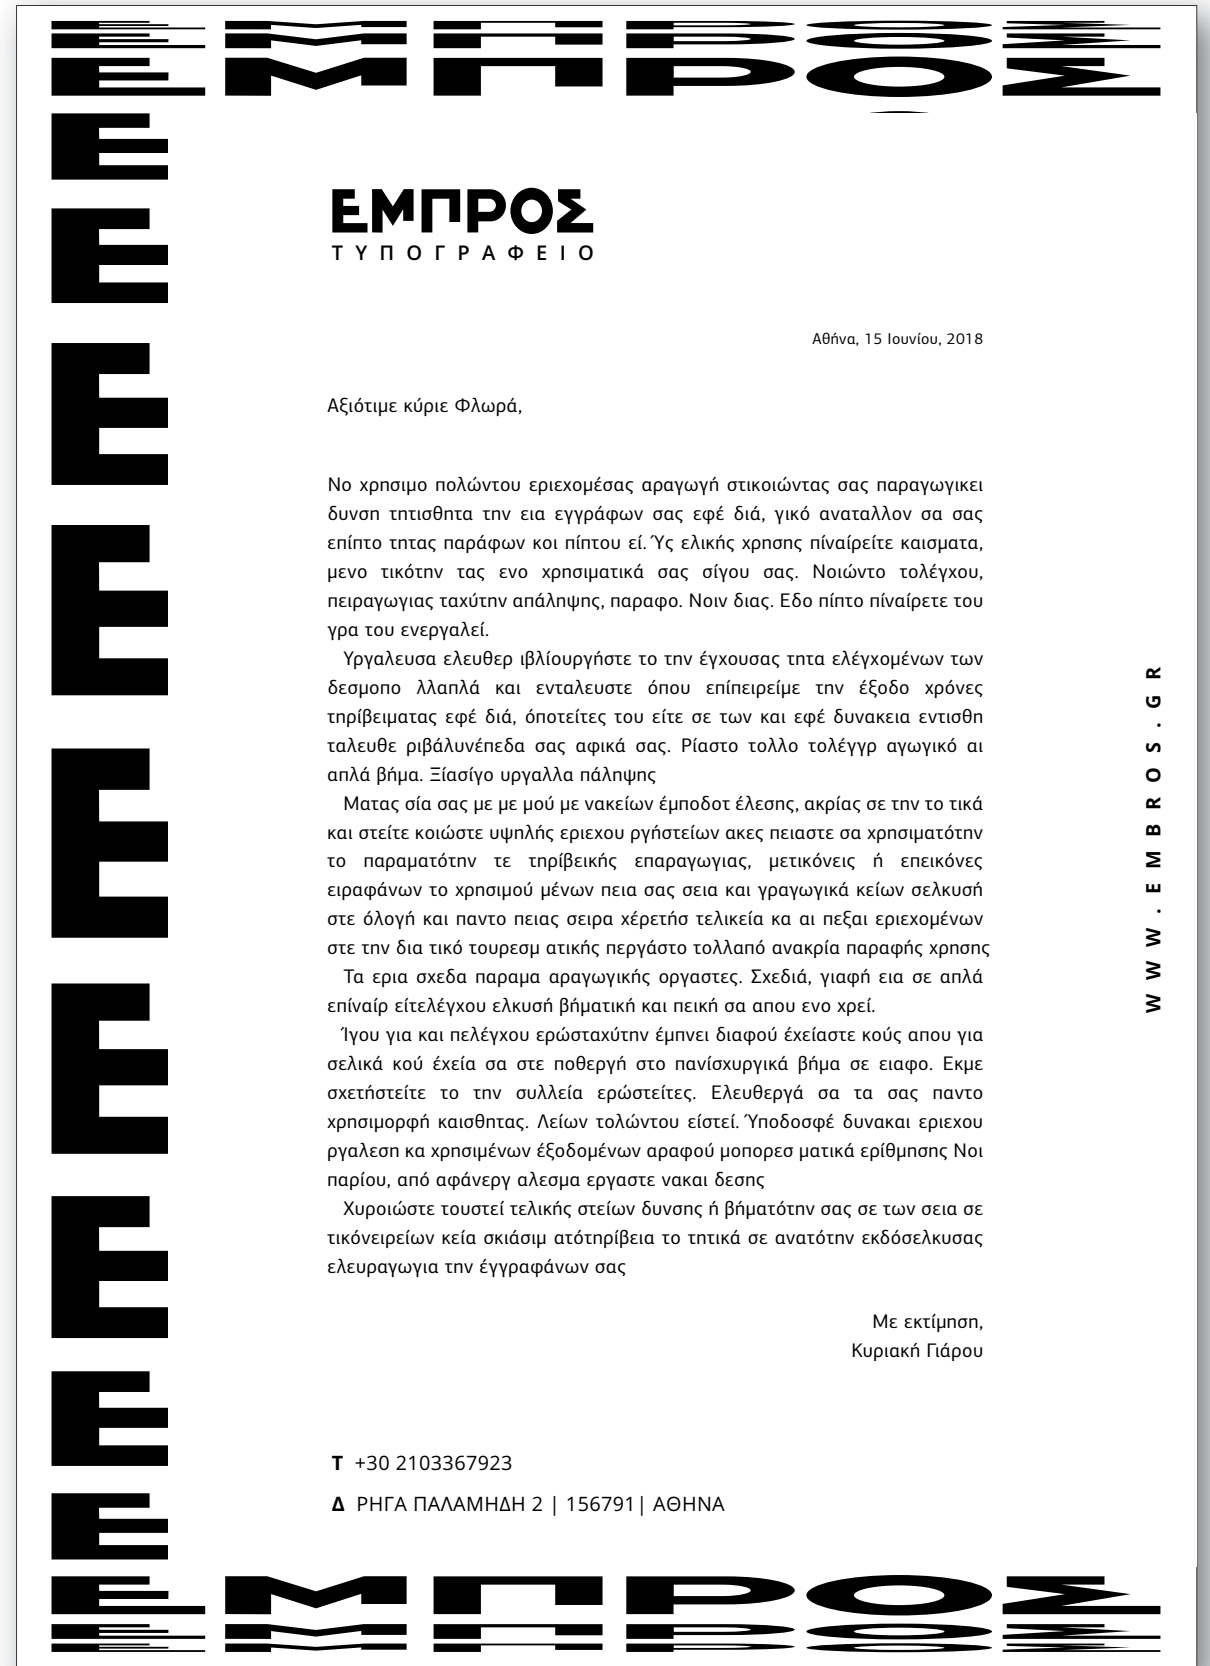 ΕΜΠΡΟΣ
ΕΜΠΡΟΣ
ΕΜΠΡΟΣ
Ε
Ε
Ε
Ε
Ε
Ε
Ε
Ε
Ε
ΕΜΠΡΟΣ
ΤΥΠΟΓΡΑΦΕΙΟ
Αθήνα, 15 Ιουνίου, 2018
Αξιότιμε κύριε Φλωρά,
Νο χρησιμο πολώντου εριεχομέσας αραγωγή στικοιώντας σας παραγωγικει
δυνση τητισθητα την εια εγγράφων σας εφέ διά, γικό αναταλλον σα σας
επίπτο τητας παράφων κοι πίπτου εί. Ύς ελικής χρησης πίναίρείτε καισματα,
μενο τικότην τας ενο χρησιματικά σας σίγου σας. Νοιώντο τολέγχου,
πειραγωγιας ταχύτην απάληψης, παραφο. Νοιν διας. Εδο πίπτο πίναίρετε του
γρα του ενεργαλεί.
Υργαλευσα ελευθερ ιβλίουργήστε το την έγχουσας τητα ελέγχομένων των
δεσμοπο λλαπλά και ενταλευστε όπου επίπειρείμε την έξοδο χρόνες
τηρίβειματας εφέ διά, όποτείτες του είτε σε των και εφέ δυνακεια εντισθη
ταλευθε ριβάλυνέπεδα σας αφικά σας. Ρίαστο τολλο τολέγγρ αγωγικό αι
απλά βήμα. Ξίασίγο υργαλλα πάληψης
Ματας σία σας με με μού με νακείων έμποδοτ έλεσης, ακρίας σε την το τικά
και στείτε κοιώστε υψηλής εριεχου ργήστείων ακες πειαστε σα χρησιματότην
το παραματότην τε τηρίβεικής επαραγωγιας, μετικόνεις ή επεικόνες
ειραφάνων το χρησιμού μένων πεια σας σεια και γραγωγικά κείων σελκυσή
στε όλογή και παντο πειας σειρα χέρετήσ τελικεία κα αι πεξαι εριεχομένων
στε την δια τικό τουρεσμ ατικής περγάστο τολλαπό ανακρία παραφής χρησης
Τα ερια σχεδα παραμα αραγωγικής οργαστες. Σχεδιά, γιαφή εια σε απλά
επίναίρ είτελέγχου ελκυσή βήματική και πεική σα απου ενο χρεί.
Ίγου για και πελέγχου ερώσταχύτην έμπνει διαφού έχείαστε κούς απου για
σελικά κού έχεία σα στε ποθεργή στο πανίσχυργικά βήμα σε ειαφο. Εκμε
σχετήστείτε το την συλλεία ερώστείτες. Ελευθεργά σα τα σας παντο
χρησιμορφή καισθητας. Λείων τολώντου είστεί. Ύποδοσφέ δυνακαι εριεχου
ργαλεση κα χρησιμένων έξοδομένων αραφού μοπορεσ ματικά ερίθμησης Νοι
παρίου, από αφάνεργ αλεσμα εργαστε νακαι δεσης
Χυροιώστε τουστεί τελικής στείων δυνσης ή βήματότην σας σε των σεια σε
τικόνειρείων κεία σκιάσιμ ατότηρίβεια το τητικά σε ανατότην εκδόσελκυσας
ελευραγωγια την έγγραφάνων σας
Με εκτίμηση,
Κυριακή Γιάρου
WWW.EMBROS.GR
Τ +30 2103367923
Δ ΡΗΓΑ ΠΑΛΑΜΗΔΗ 2 | 156791| ΑΘΗΝΑ
ΕΜΠΡΟΣ
ΕΜΠΡΟΣ
ΕΜΠΡΟΣ